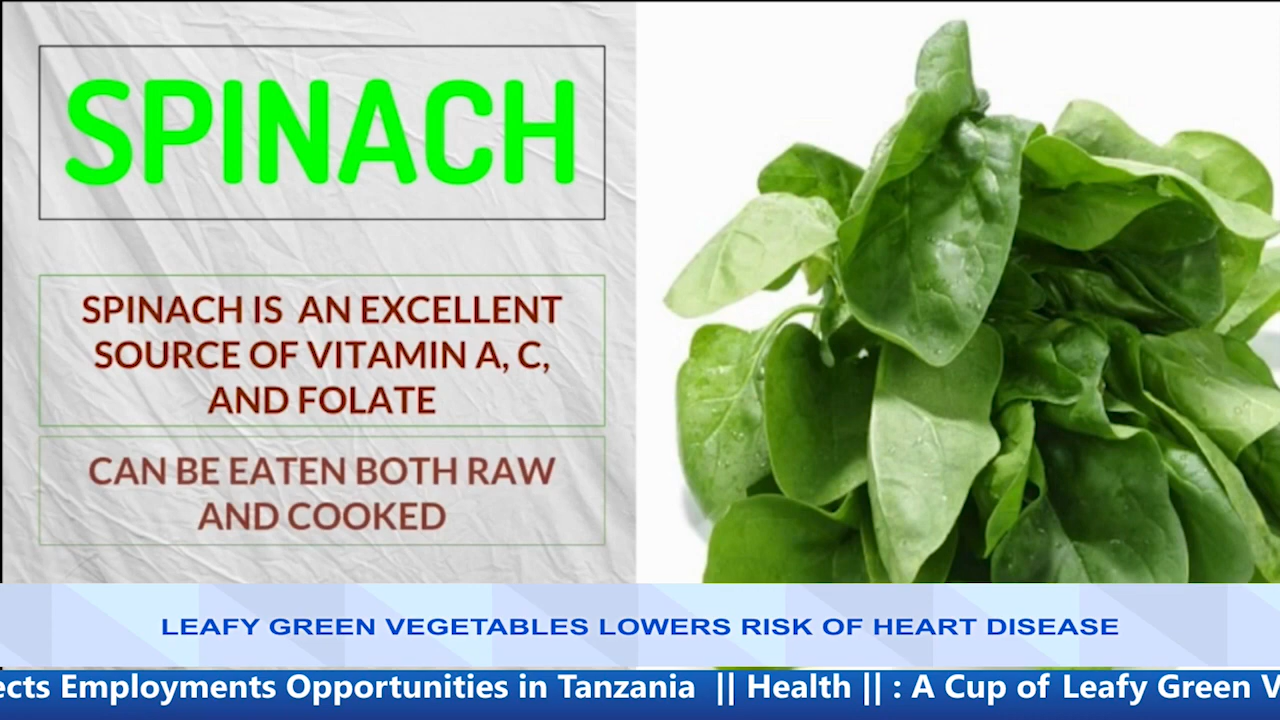 SPINACH
SPINACH IS AN EXCELLENT
SOURCE OF VITAMIN A, C,
AND FOLATE
CAN BE EATEN BOTH RAW
AND COOKED
LEAFY GREEN VEGETABLES LOWERS RISK OF HEART DISEASE
Employments Opportunities in Tanzania || Health || : A Cup of Leafy Green